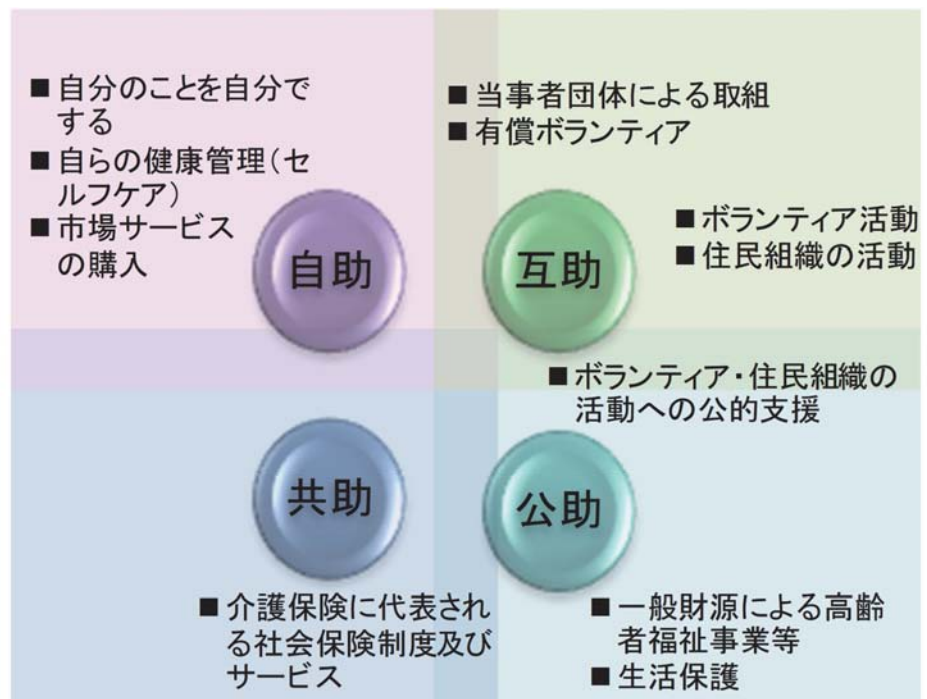 ■ 自分のことを自分で
する
■ 自らの健康管理(セ
ルフケア)
■ 市場サービス
の購入
自助
■ 当事者団体による取組
■ 有償ボランティア
■ ボランティア活動
■ 住民組織の活動
互助
■ ボランティア・住民組織の
活動への公的支援
共助
■ 介護保険に代表され
る社会保険制度及び
サービス
公助
■ 一般財源による高齢
者福祉事業等
■ 生活保護